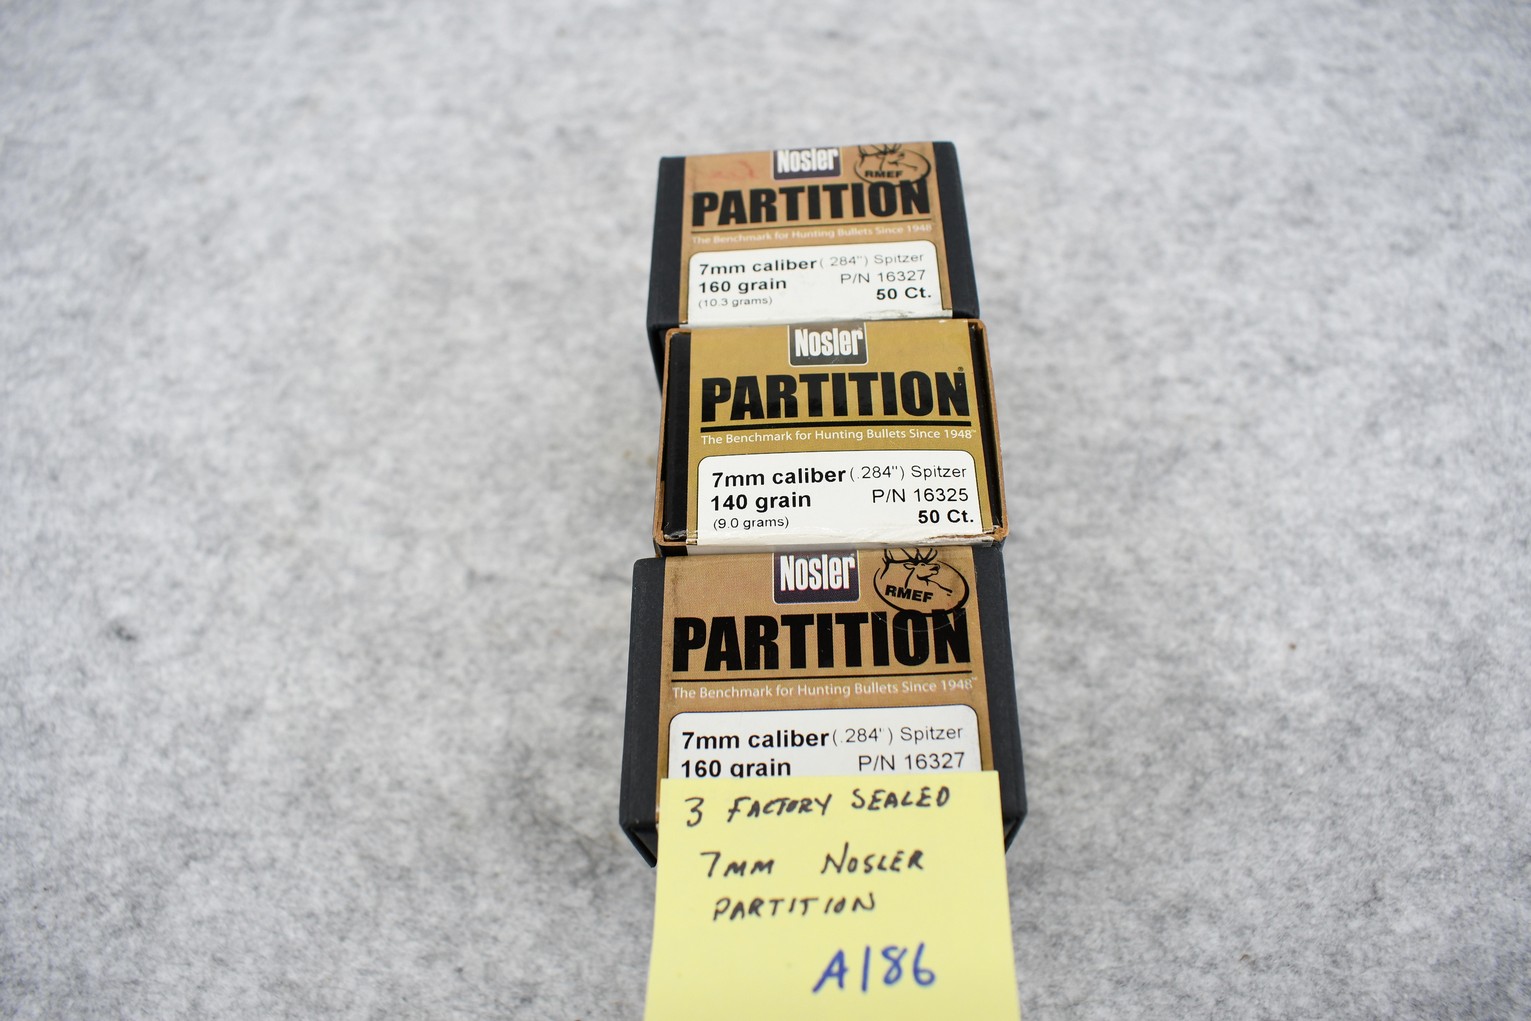 Nosler
RMEF
PARTITION
The Benchmark for Hunting Bullets Since 1948
7mm caliber (.284") Spitzer
160 grain P/N 16327
(10.3 grams) 50 Ct.
Nosler
PARTITION®
The Benchmark for Hunting Bullets Since 1948™
7mm caliber (.284") Spitzer
140 grain P/N 16325
(9.0 grams) 50 Ct.
Nosler
RMEF
PARTITION
The Benchmark for Hunting Bullets Since 1948™
7mm caliber (.284") Spitzer
160 grain P/N 16327
3 FACTORY SEALED
7MM NOSLER
PARTITION
A186